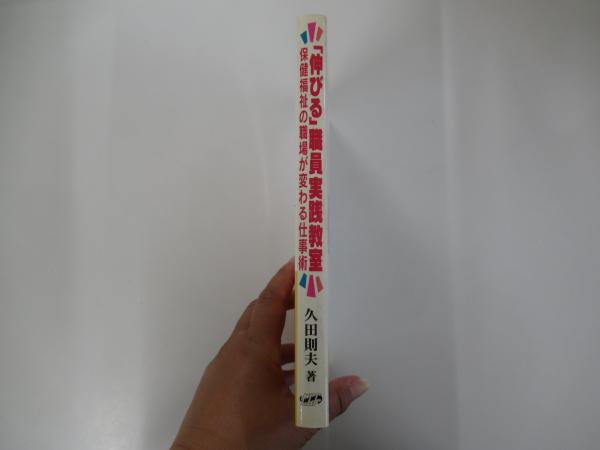 「伸びる」職員実践教室
保健福祉の職場が変わる仕事術
久田則夫 著